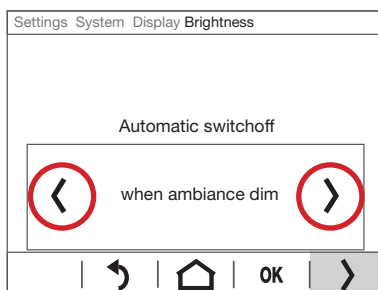 Settings System Display Brightness
Automatic switchoff
when ambiance dim
OK